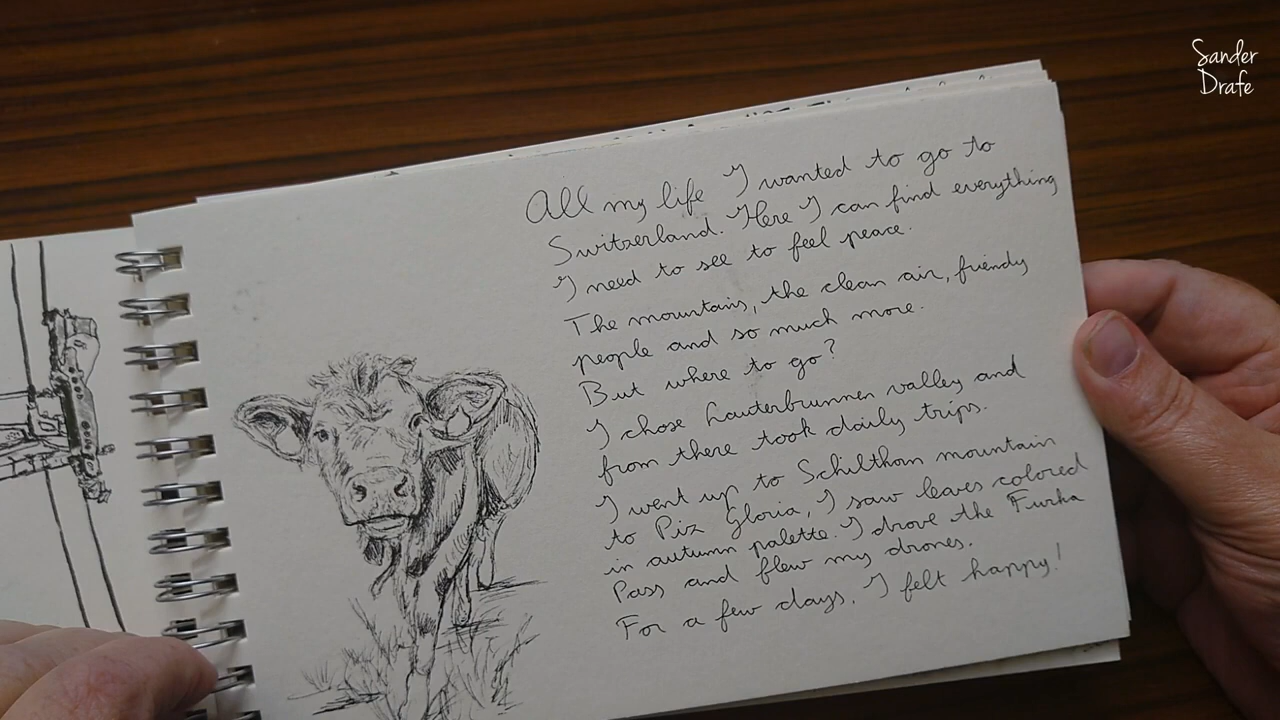 Sander
Drafe
All my life I wanted to go to
Switzerland. Here I can find everything
I need to see to feel peace.
The mountains, the clean air, friendy
people and so much more.
But where to go?
I chose Lauterbrunnen valley and
from there took daily trips.
I went up to Schilthorn mountain
to Piz Gloria, I saw leaves colored
in autumn palette. I drove the Furka
Pass and flew my drones.
For a few days, I felt happy!